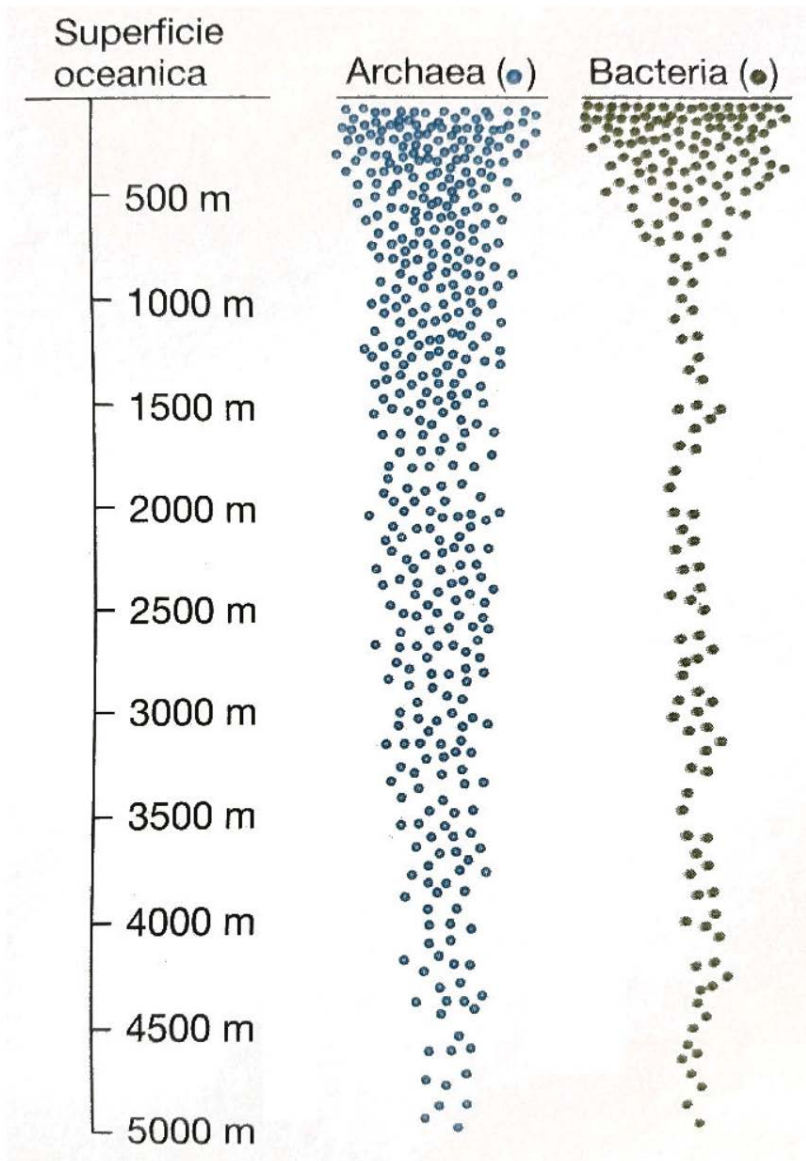 Superficie
oceanica
Archaea (●)
Bacteria (●)
500 m
1000 m
1500 m
2000 m
2500 m
3000 m
3500 m
4000 m
4500 m
5000 m